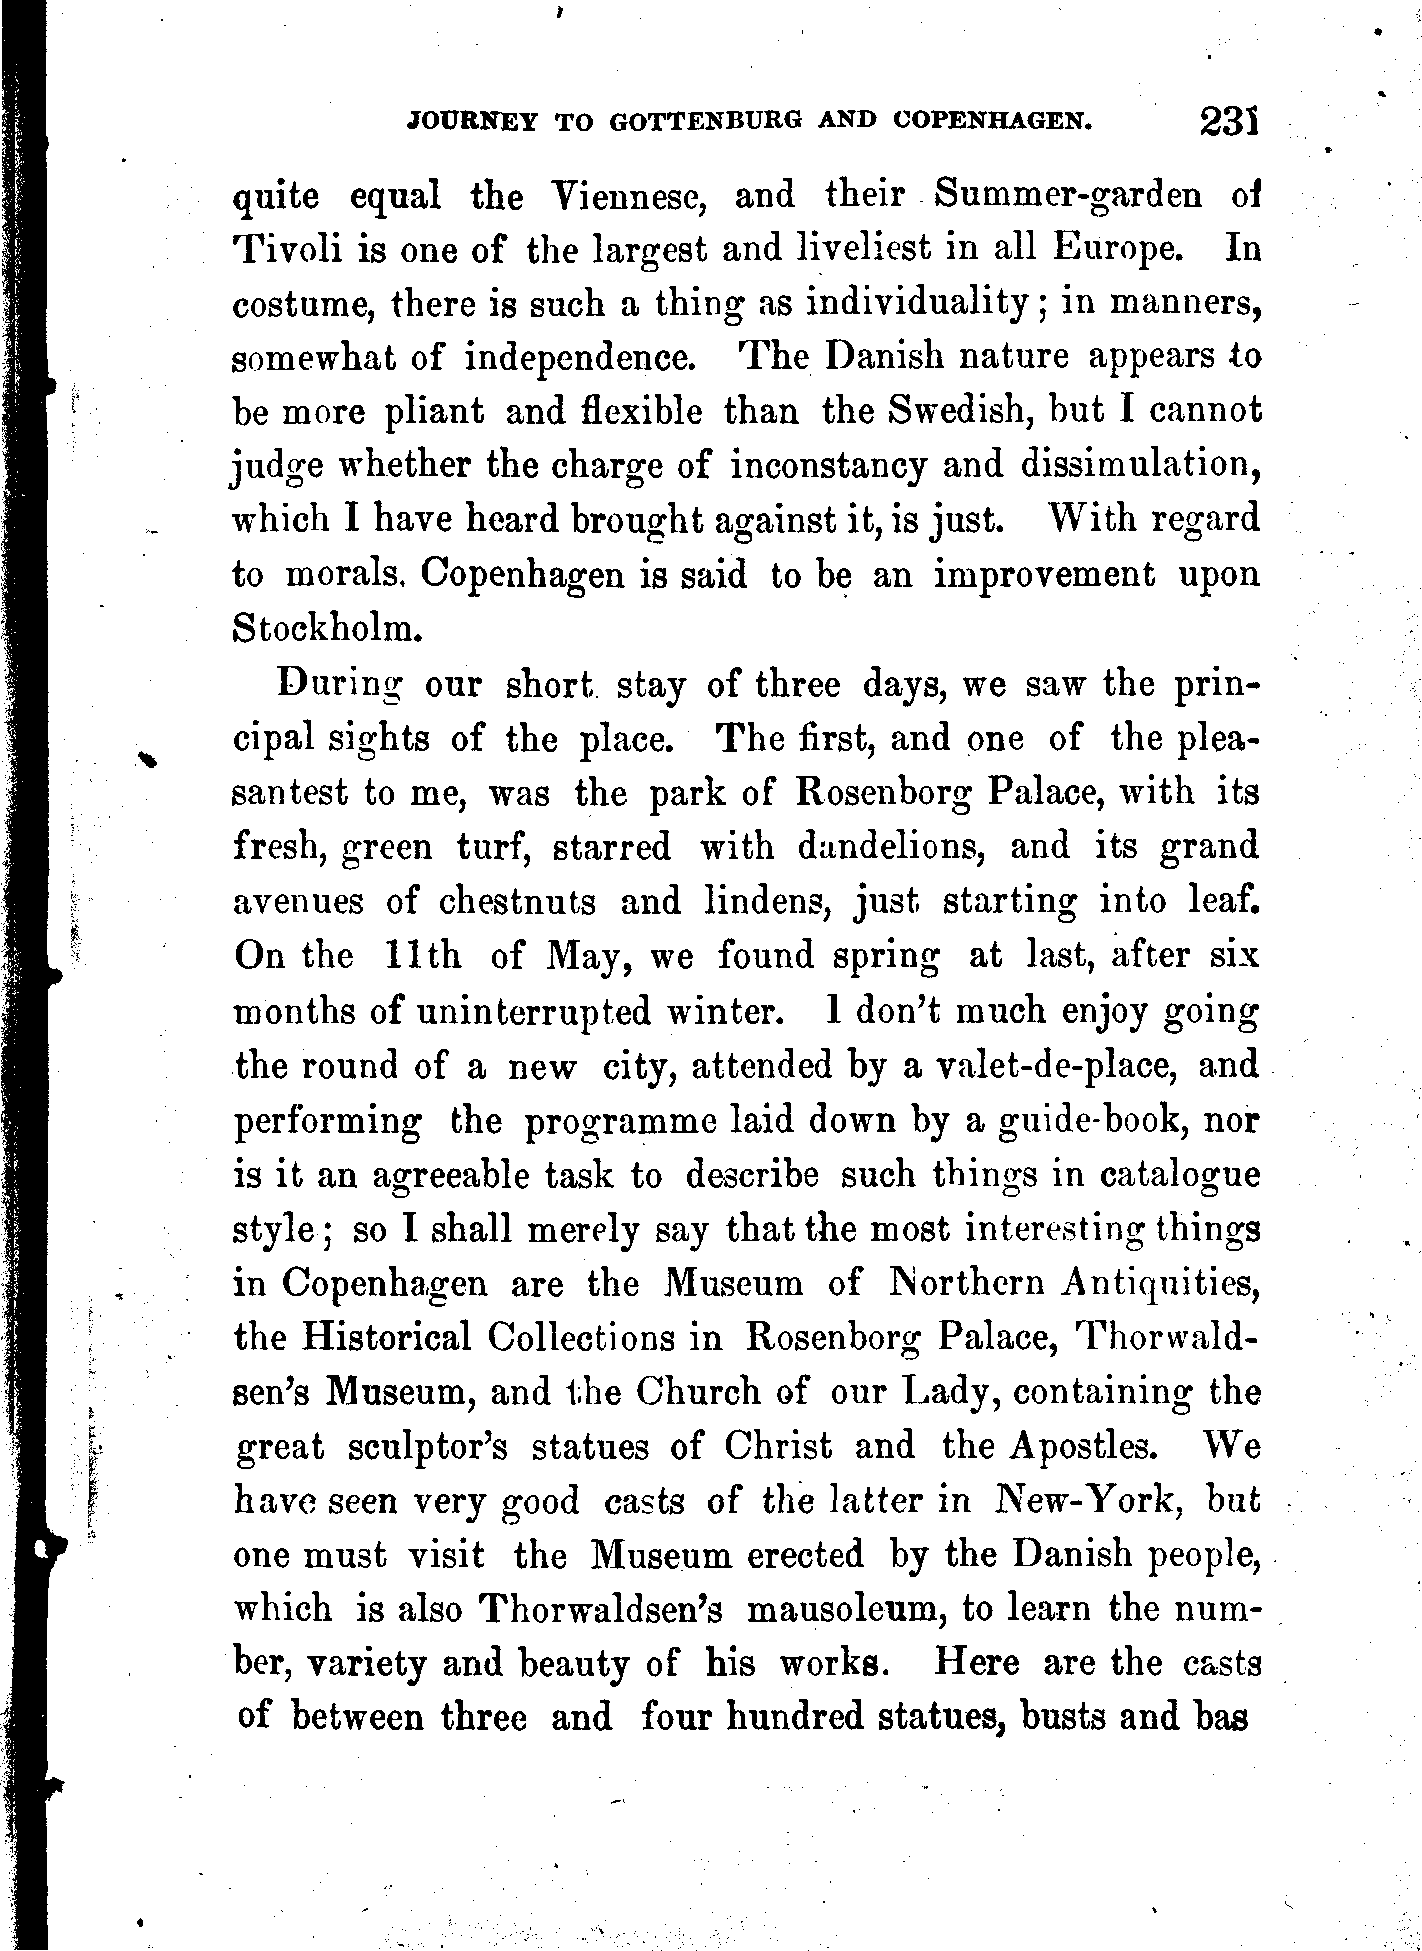 JOURNEY TO GOTTENBURG AND COPENHAGEN. 231
quite equal the Viennese, and their Summer-garden of
Tivoli is one of the largest and liveliest in all Europe. In
costume, there is such a thing as individuality; in manners,
somewhat of independence. The Danish nature appears to
be more pliant and flexible than the Swedish, but I cannot
judge whether the charge of inconstancy and dissimulation,
which I have heard brought against it, is just. With regard
to morals, Copenhagen is said to be an improvement upon
Stockholm.
During our short stay of three days, we saw the prin-
cipal sights of the place. The first, and one of the plea-
santest to me, was the park of Rosenborg Palace, with its
fresh, green turf, starred with dandelions, and its grand
avenues of chestnuts and lindens, just starting into leaf.
On the 11th of May, we found spring at last, after six
months of uninterrupted winter. I don't much enjoy going
the round of a new city, attended by a valet-de-place, and
performing the programme laid down by a guide-book, nor
is it an agreeable task to describe such things in catalogue
style; so I shall merely say that the most interesting things
in Copenhagen are the Museum of Northern Antiquities,
the Historical Collections in Rosenborg Palace, Thorwald-
sen's Museum, and the Church of our Lady, containing the
great sculptor's statues of Christ and the Apostles. We
have seen very good casts of the latter in New-York, but
one must visit the Museum erected by the Danish people,
which is also Thorwaldsen's mausoleum, to learn the num-
ber, variety and beauty of his works. Here are the casts
of between three and four hundred statues, busts and bas